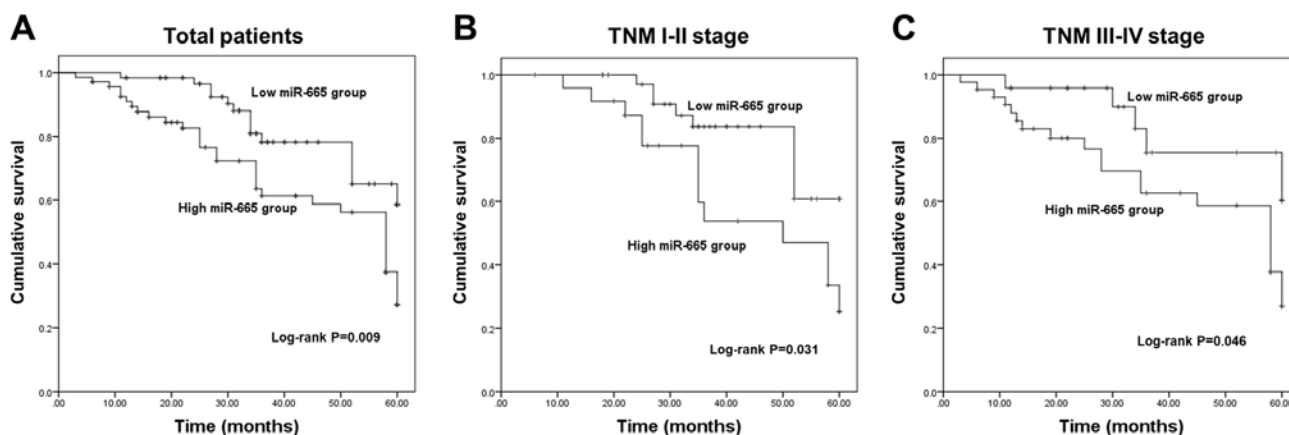 A
Total patients
Cumulative survival
1.0
0.8
0.6
0.4
0.2
0.0
Low miR-665 group
High miR-665 group
Log-rank P=0.009
.00 10.00 20.00 30.00 40.00 50.00 60.00
Time (months)
B
TNM I-II stage
Cumulative survival
1.0
0.8
0.6
0.4
0.2
0.0
Low miR-665 group
High miR-665 group
Log-rank P=0.031
.00 10.00 20.00 30.00 40.00 50.00 60.00
Time (months)
C
TNM III-IV stage
Cumulative survival
1.0
0.8
0.6
0.4
0.2
0.0
Low miR-665 group
High miR-665 group
Log-rank P=0.046
.00 10.00 20.00 30.00 40.00 50.00 60.00
Time (months)